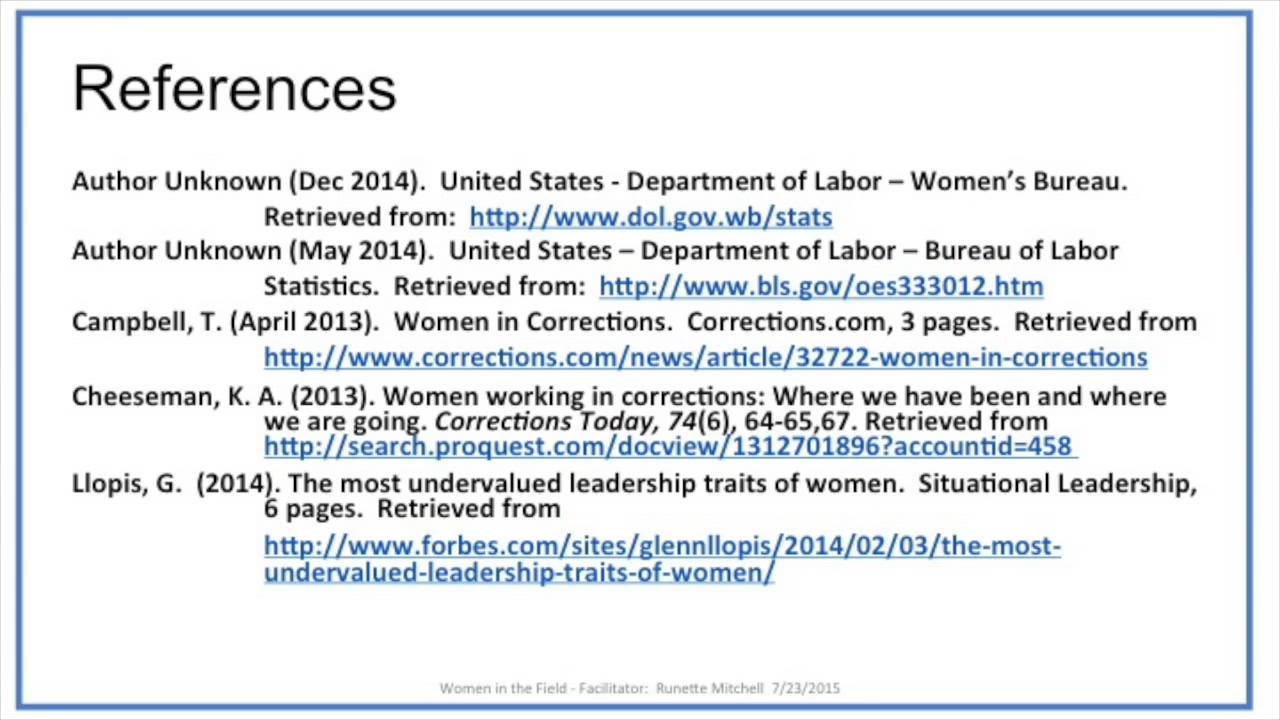 References
Author Unknown (Dec 2014).  United States - Department of Labor – Women’s Bureau.
Retrieved from:  http://www.dol.gov.wb/stats
Author Unknown (May 2014).  United States – Department of Labor – Bureau of Labor
Statistics.  Retrieved from:  http://www.bls.gov/oes333012.htm
Campbell, T. (April 2013).  Women in Corrections.  Corrections.com, 3 pages.  Retrieved from
http://www.corrections.com/news/article/32722-women-in-corrections
Cheeseman, K. A. (2013). Women working in corrections: Where we have been and where
we are going. Corrections Today, 74(6), 64-65,67. Retrieved from
http://search.proquest.com/docview/1312701896?accountid=458
Llopis, G.  (2014). The most undervalued leadership traits of women.  Situational Leadership,
6 pages.  Retrieved from
http://www.forbes.com/sites/glennllopis/2014/02/03/the-most-
undervalued-leadership-traits-of-women/
Women in the Field - Facilitator:  Runette Mitchell  7/23/2015